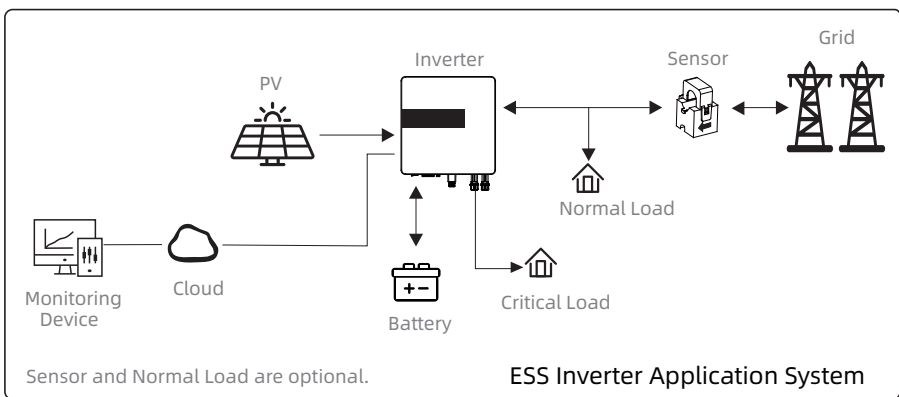 Grid
Sensor
Inverter
PV
Normal Load
Critical Load
Cloud
Monitoring
Device
Battery
+ −
Sensor and Normal Load are optional.
ESS Inverter Application System